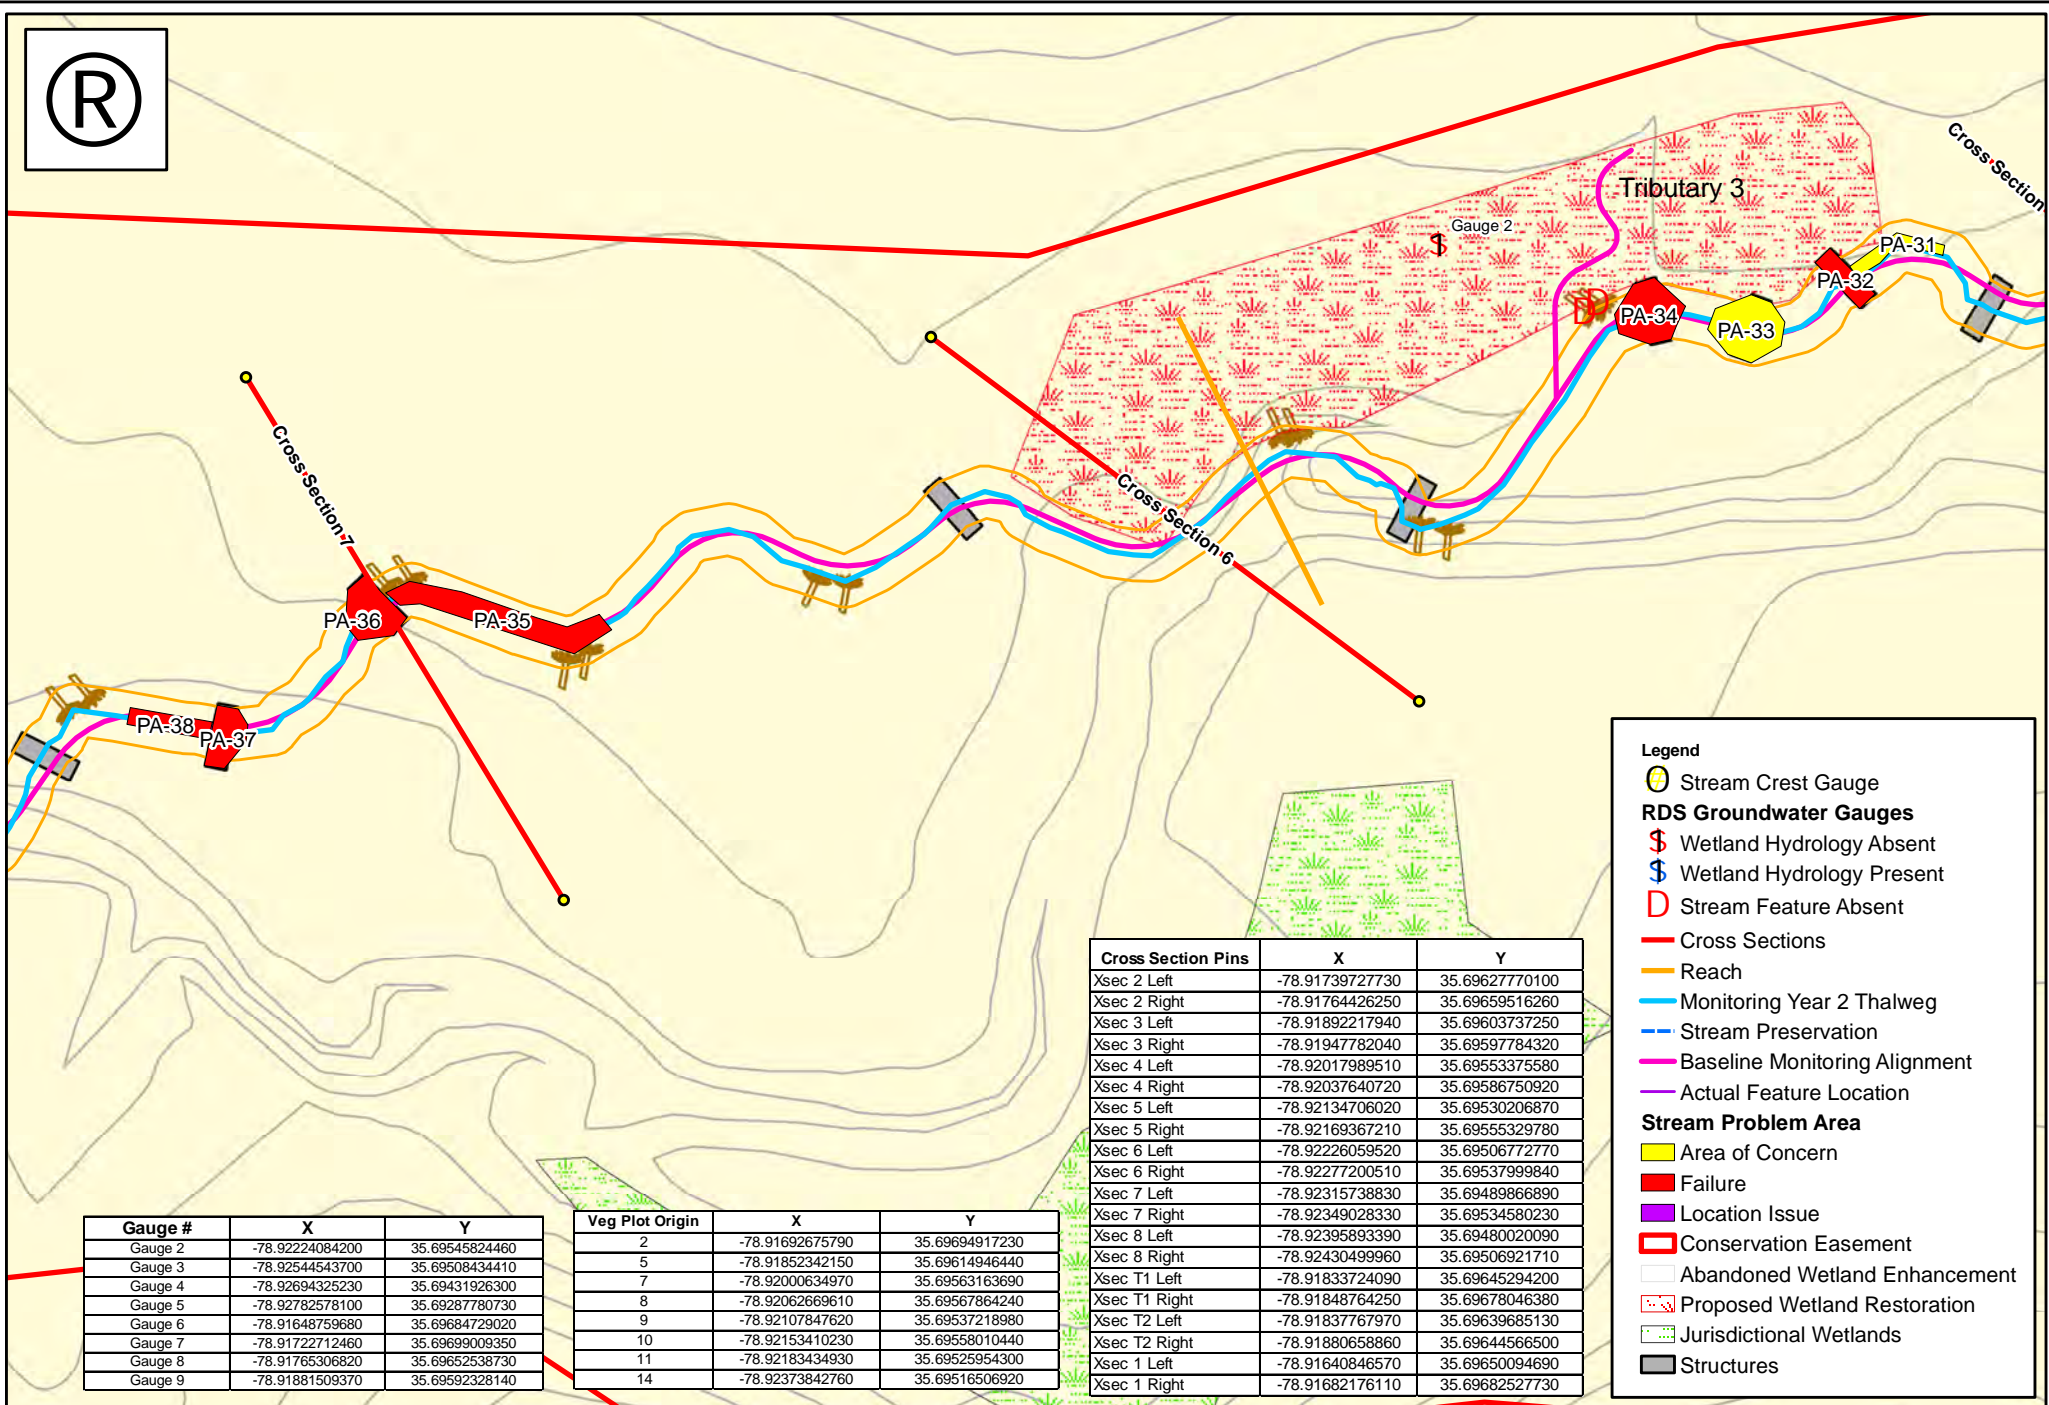 R
Cross Section
Tributary 3
Gauge 2
PA-31
PA-32
D
D
PA-34
PA-33
Cross Section 7
Cross Section 6
PA-36
PA-35
PA-38
PA-37
Legend
Stream Crest Gauge
RDS Groundwater Gauges
Wetland Hydrology Absent
Wetland Hydrology Present
D Stream Feature Absent
Cross Sections
Reach
Monitoring Year 2 Thalweg
Stream Preservation
Baseline Monitoring Alignment
Actual Feature Location
Stream Problem Area
Area of Concern
Failure
Location Issue
Conservation Easement
Abandoned Wetland Enhancement
Proposed Wetland Restoration
Jurisdictional Wetlands
Structures
Cross Section Pins X Y
Xsec 2 Left -78.91739727730 35.69627770100
Xsec 2 Right -78.91764426250 35.69659516260
Xsec 3 Left -78.91892217940 35.69603737250
Xsec 3 Right -78.91947782040 35.69597784320
Xsec 4 Left -78.92017989510 35.69553375580
Xsec 4 Right -78.92037640720 35.69586750920
Xsec 5 Left -78.92134706020 35.69530206870
Xsec 5 Right -78.92169367210 35.69555329780
Xsec 6 Left -78.92226059520 35.69506772770
Xsec 6 Right -78.92277200510 35.69537999840
Xsec 7 Left -78.92315738830 35.69489866890
Xsec 7 Right -78.92349028330 35.69534580230
Xsec 8 Left -78.92395893390 35.69480020090
Xsec 8 Right -78.92430499960 35.69506921710
Xsec T1 Left -78.91833724090 35.69645294200
Xsec T1 Right -78.91848764250 35.69678046380
Xsec T2 Left -78.91837767970 35.69639685130
Xsec T2 Right -78.91880658860 35.69644566500
Xsec 1 Left -78.91640846570 35.69650094690
Xsec 1 Right -78.91682176110 35.69682527730
Gauge # X Y
Gauge 2 -78.92224084200 35.69545824460
Gauge 3 -78.92544543700 35.69508434410
Gauge 4 -78.92694325230 35.69431926300
Gauge 5 -78.92782578100 35.69287780730
Gauge 6 -78.91648759680 35.69684729020
Gauge 7 -78.91722712460 35.69699009350
Gauge 8 -78.91765306820 35.69652538730
Gauge 9 -78.91881509370 35.69592328140
Veg Plot Origin X Y
2 -78.91692675790 35.69694917230
5 -78.91852342150 35.69614946440
7 -78.92000634970 35.69563163690
8 -78.92062669610 35.69567864240
9 -78.92107847620 35.69537218980
10 -78.92153410230 35.69558010440
11 -78.92183434930 35.69525954300
14 -78.92373842760 35.69516506920